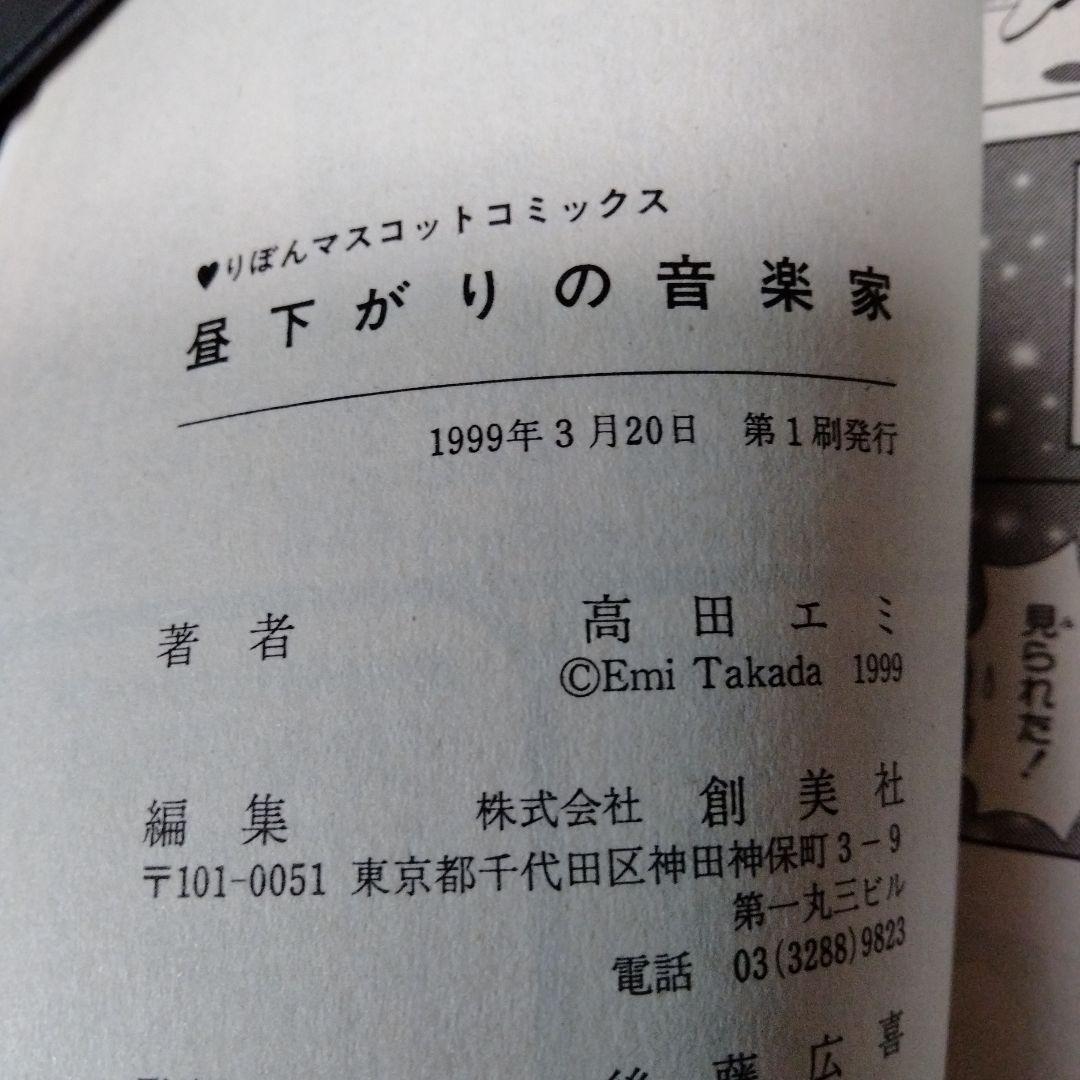 ♥りぼんマスコットコミックス
昼下がりの音楽家
1999年3月20日 第1刷発行
著者 高田エミ
©Emi Takada 1999
編集 株式会社 創美社
〒101-0051 東京都千代田区神田神保町3-9
第一丸三ビル
電話 03(3288)9823
後藤広喜
見られた!